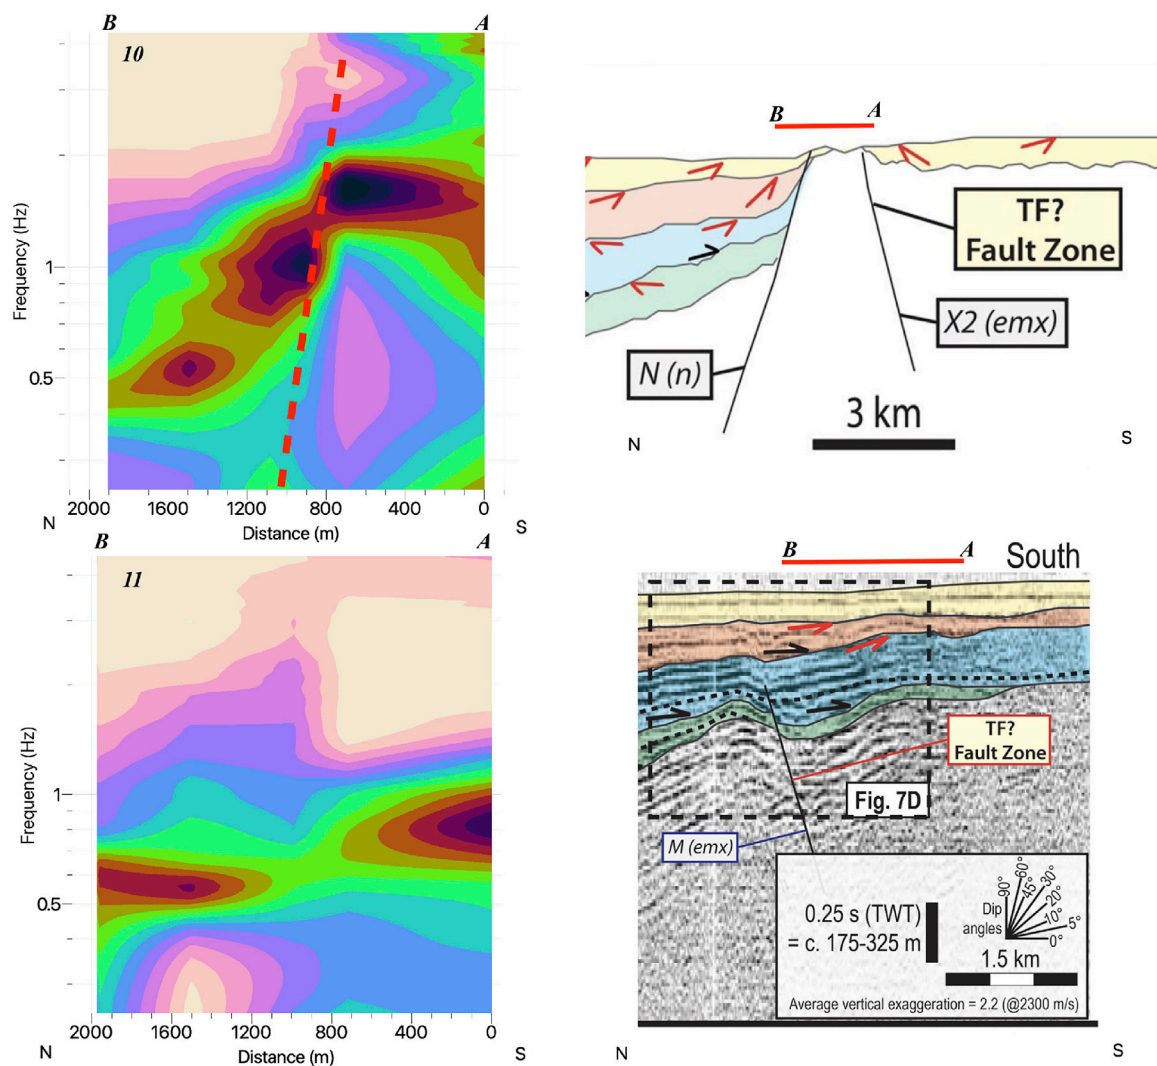 B
A
10
Frequency (Hz)
1
0.5
2000
1600
1200
800
400
0
N
Distance (m)
S
B
A
TF?
Fault Zone
X2 (emx)
N (n)
3 km
N
S
B
A
11
Frequency (Hz)
1
0.5
2000
1600
1200
800
400
0
N
Distance (m)
S
B
A
South
TF?
Fault Zone
Fig. 7D
M (emx)
0.25 s (TWT)
= c. 175-325 m
90°
60°
45°
30°
20°
10°
5°
0°
Dip
angles
1.5 km
Average vertical exaggeration = 2.2 (@2300 m/s)
N
S